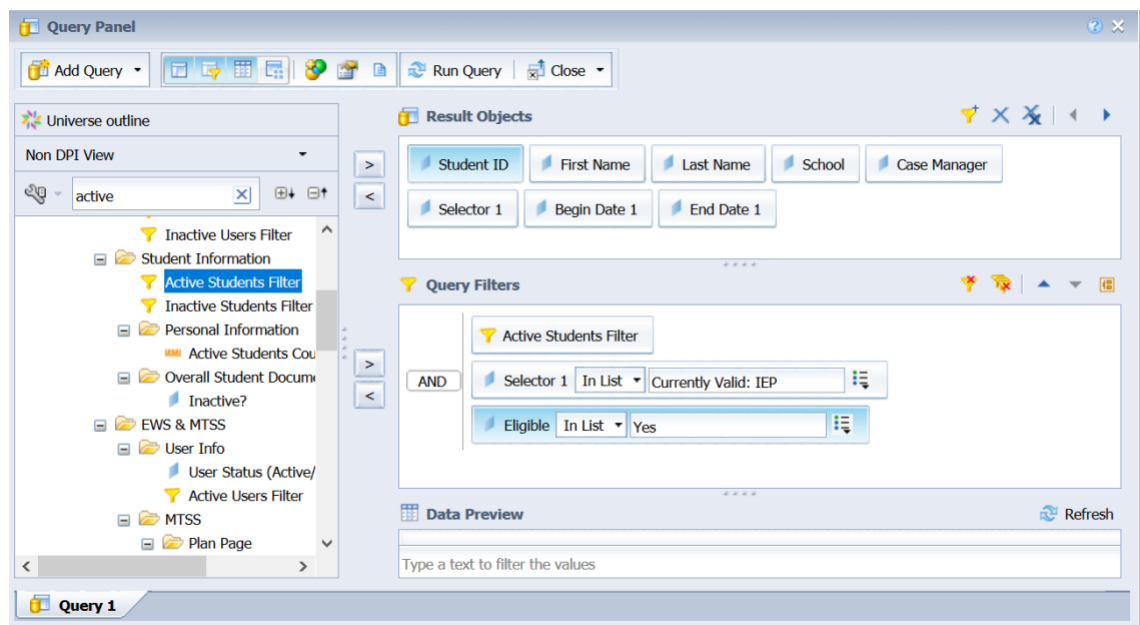 Query Panel
Add Query
Run Query
Close
Universe outline
Non DPI View
active
Inactive Users Filter
Student Information
Active Students Filter
Inactive Students Filter
Personal Information
Active Students Cou
Overall Student Docum
Inactive?
EWS & MTSS
User Info
User Status (Active/
Active Users Filter
MTSS
Plan Page
>
<
>
<
Result Objects
Student ID First Name Last Name School Case Manager
Selector 1 Begin Date 1 End Date 1
Query Filters
Active Students Filter
AND
Selector 1 In List Currently Valid: IEP
Eligible In List Yes
Data Preview
Refresh
Type a text to filter the values
Query 1